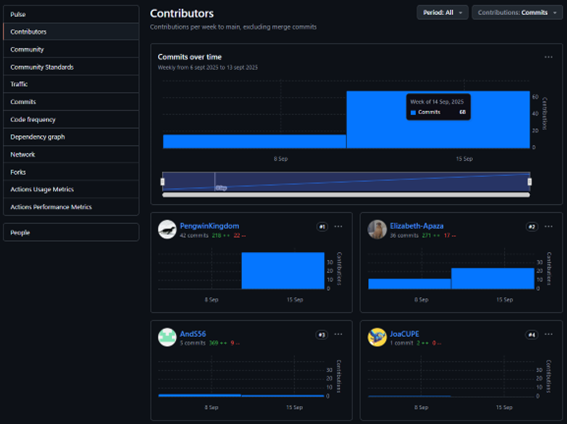 Pulse
Contributors
Community
Community Standards
Traffic
Commits
Code frequency
Dependency graph
Network
Forks
Actions Usage Metrics
Actions Performance Metrics
People
Contributors
Contributions per week to main, excluding merge commits
Period: All
Contributions: Commits
Commits over time
Weekly from 6 sept 2025 to 13 sept 2025
Week of 14 Sep, 2025
Commits 68
60
40
20
0
Contributions
8 Sep
15 Sep
PengwinKingdom
#1
42 commits 218 ++ 22 --
30
20
10
0
Contributions
8 Sep
15 Sep
Elizabeth-Apaza
#2
36 commits 271 ++ 17 --
30
20
10
0
Contributions
8 Sep
15 Sep
AndS56
#3
5 commits 369 ++ 9 --
30
20
10
0
Contributions
8 Sep
15 Sep
JoaCUPE
#4
1 commit 2 ++ 0 --
30
20
10
0
Contributions
8 Sep
15 Sep